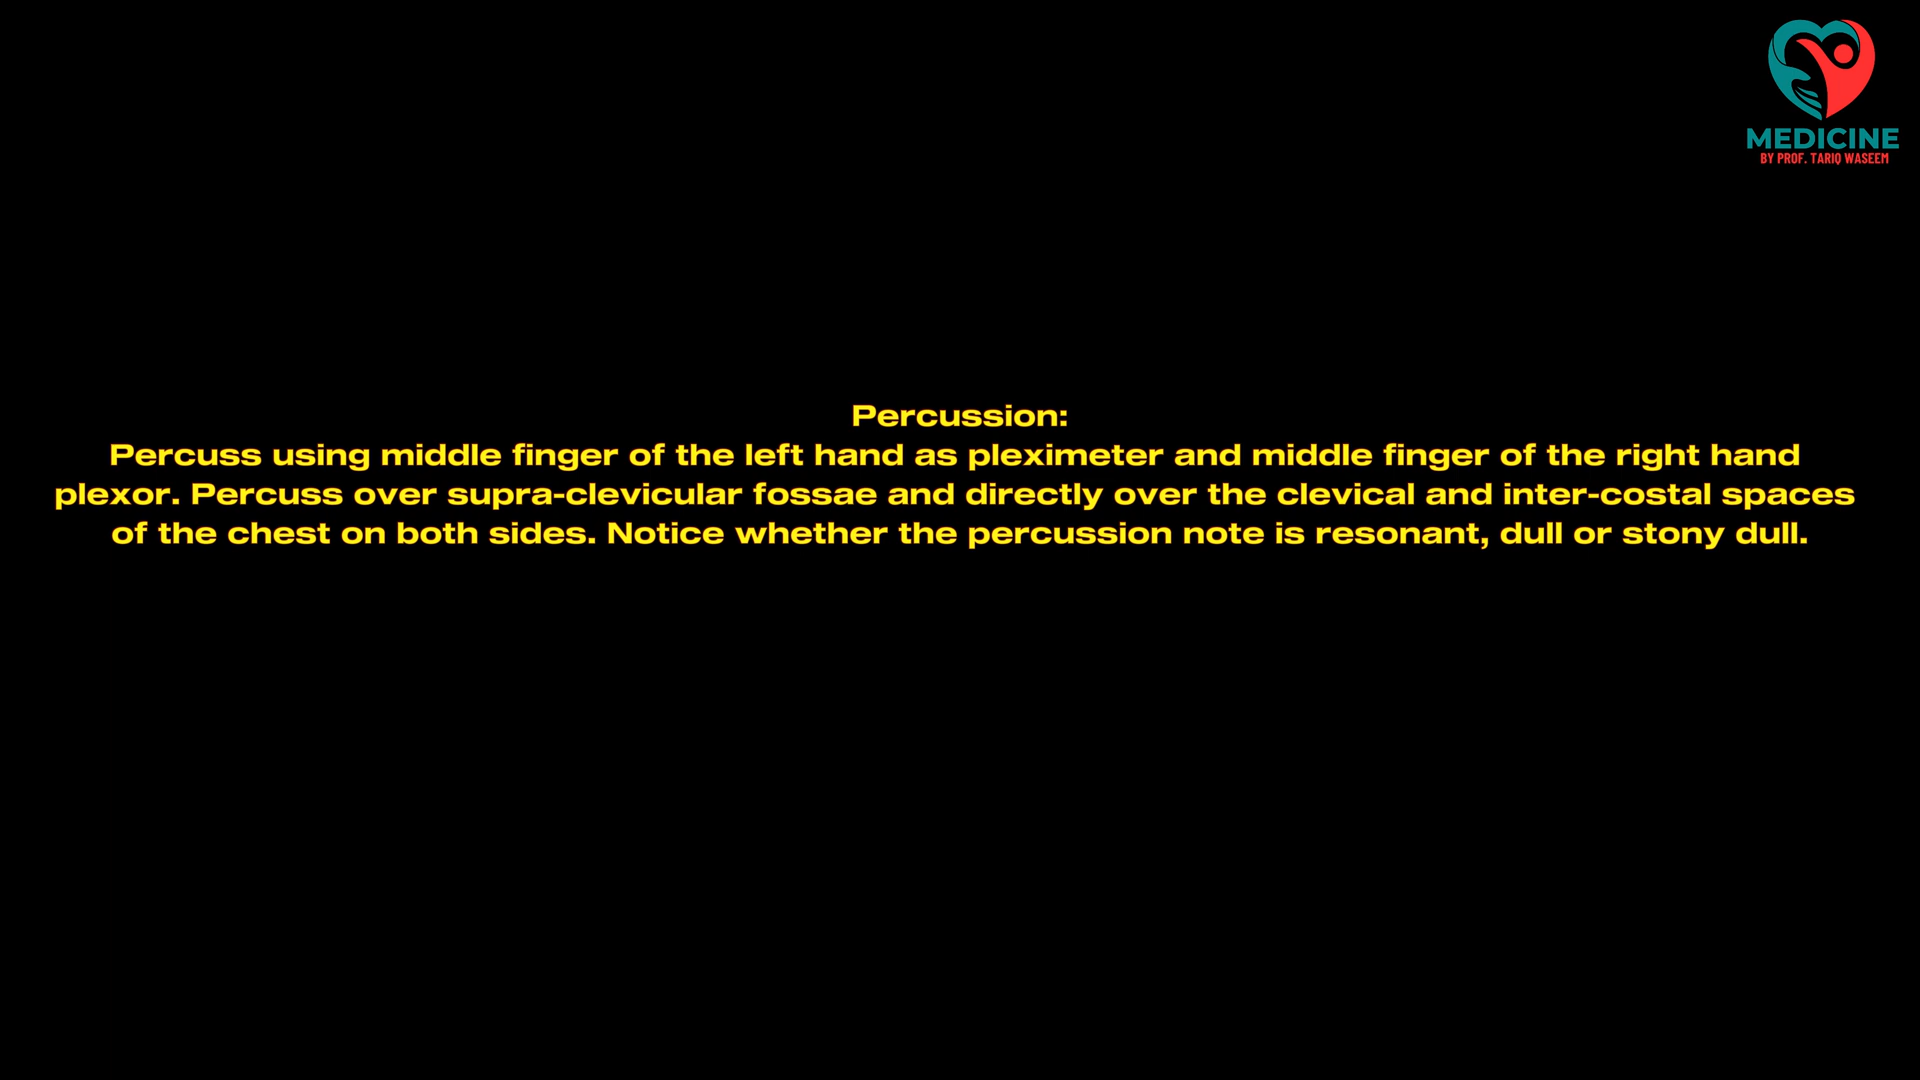 MEDICINE
BY PROF. TARIQ WASEEM
Percussion:
Percuss using middle finger of the left hand as pleximeter and middle finger of the right hand
plexor. Percuss over supra-clevicular fossae and directly over the clevical and inter-costal spaces
of the chest on both sides. Notice whether the percussion note is resonant, dull or stony dull.